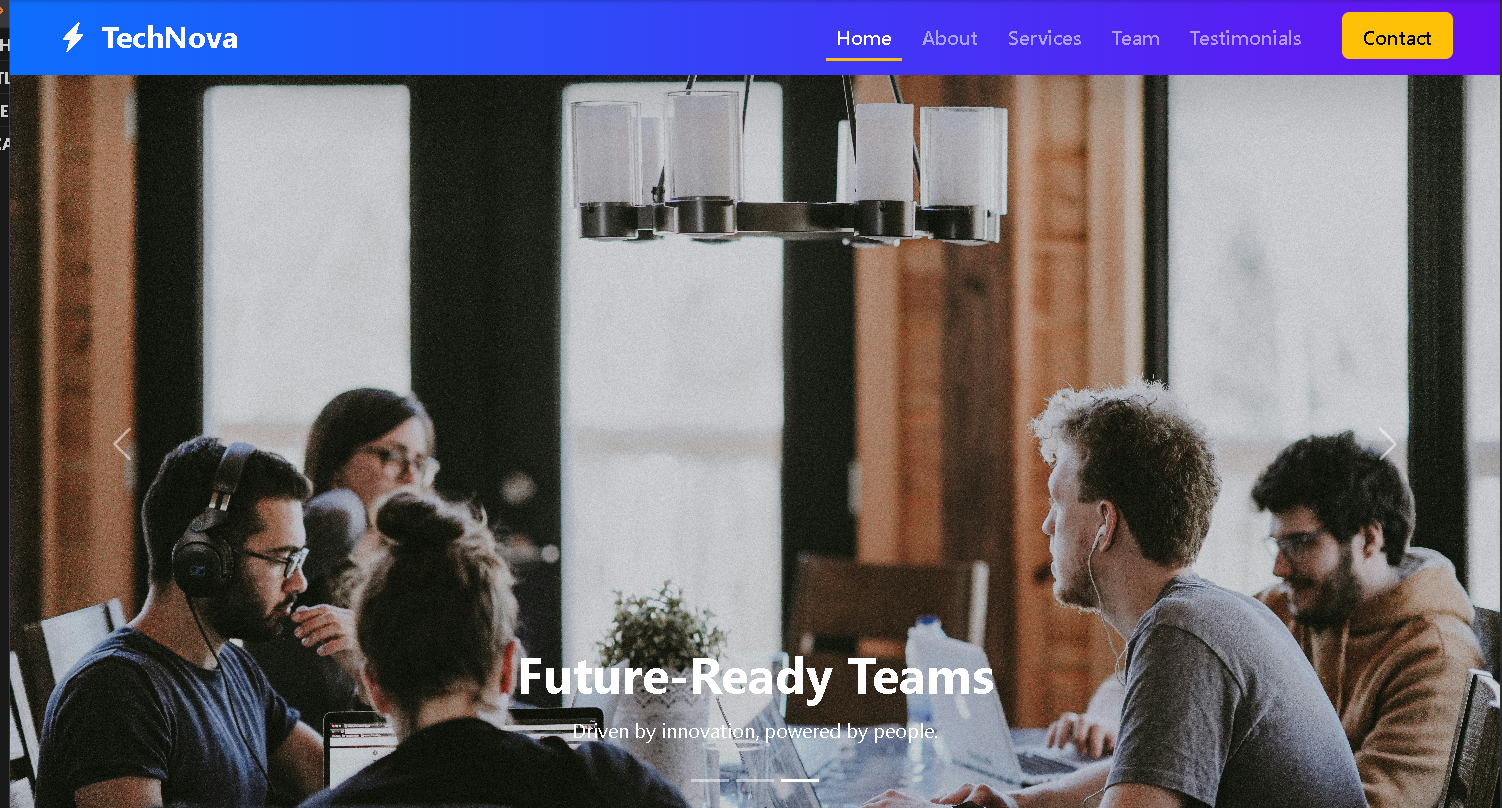 TechNova
Home About Services Team Testimonials Contact
Future-Ready Teams
Driven by innovation, powered by people.